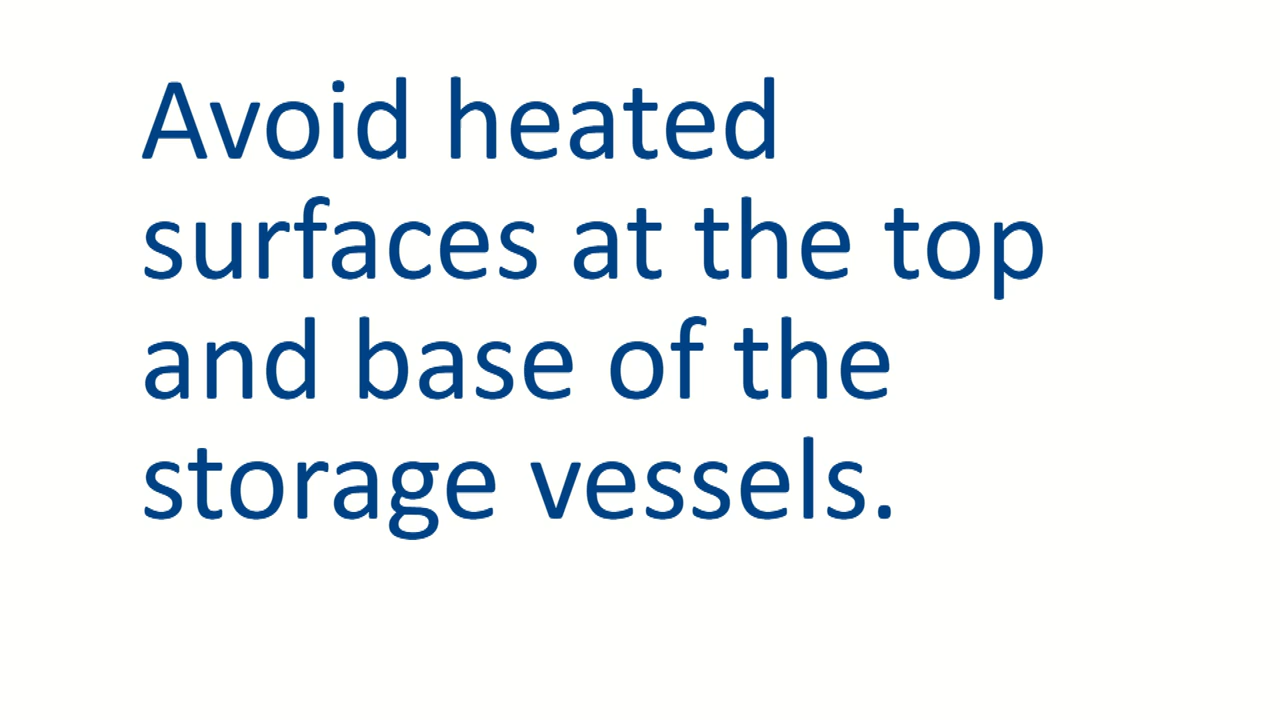 Avoid heated
surfaces at the top
and base of the
storage vessels.